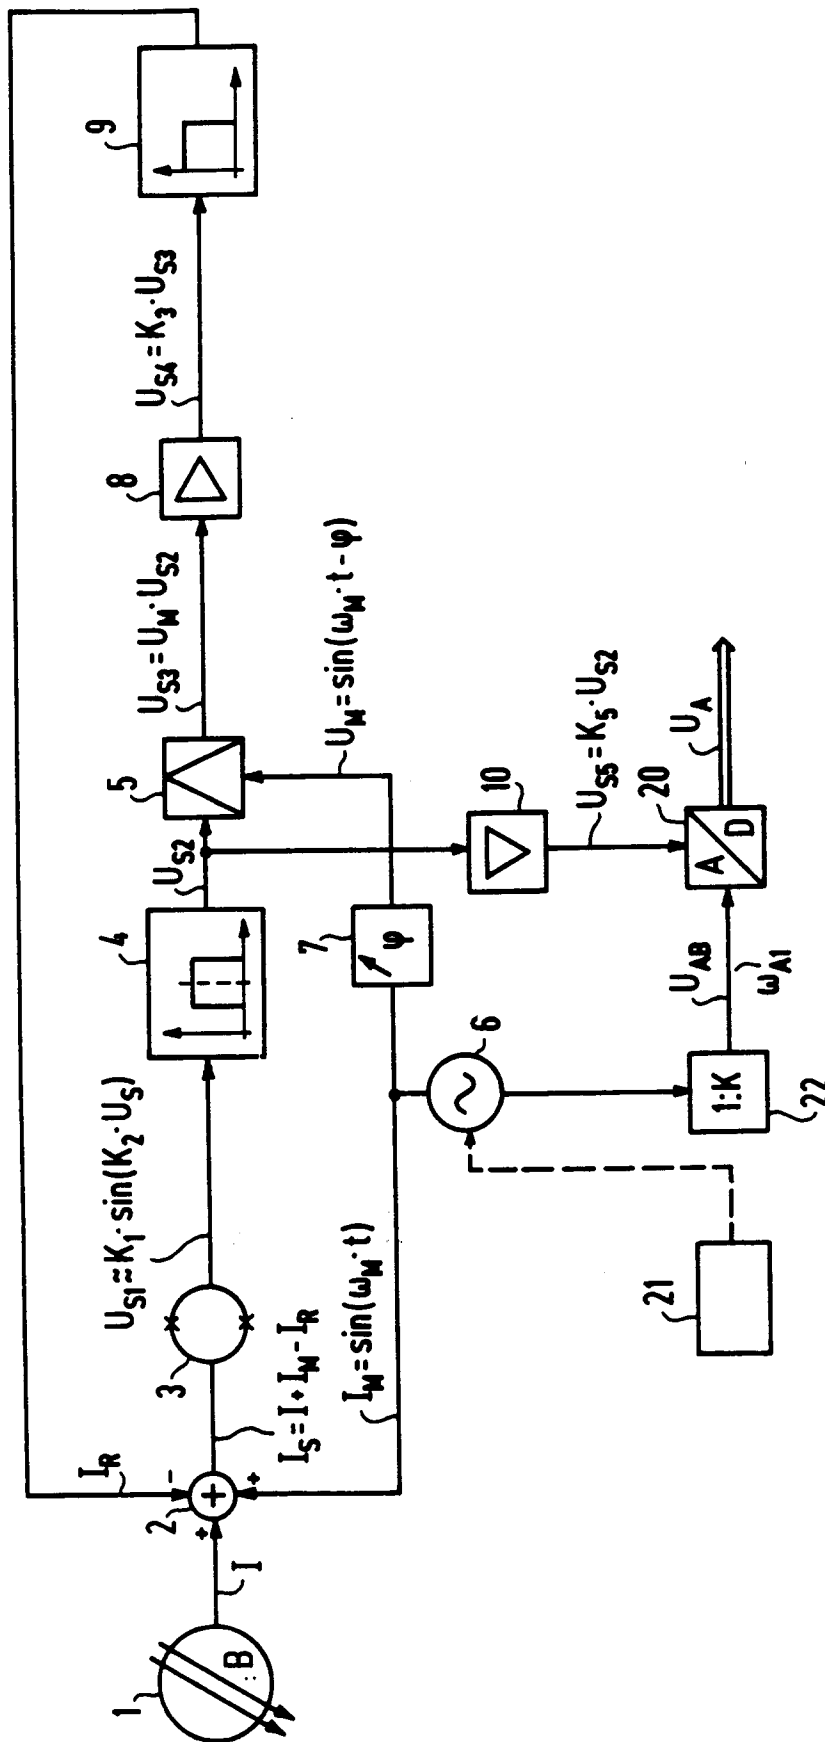 1
B
I
2
+
-
+
+
I_R
I_S = I + I_M - I_R
3
U_S1 ≈ K_1 · sin(K_2 · U_S)
4
U_S2
5
U_S3 = U_M · U_S2
8
U_S4 = K_3 · U_S3
9
I_M = sin(ω_M · t)
7
φ
U_M = sin(ω_M · t - φ)
6
~
10
U_S5 = K_5 · U_S2
21
1:K
22
U_AB
ω_A1
20
A
D
U_A